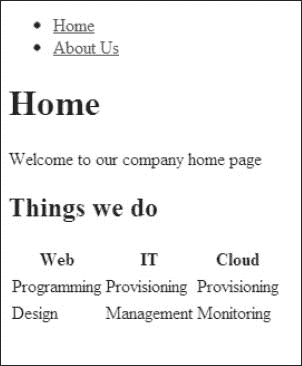 Home
About Us
Home
Welcome to our company home page
Things we do
Web IT Cloud
Programming Provisioning Provisioning
Design Management Monitoring